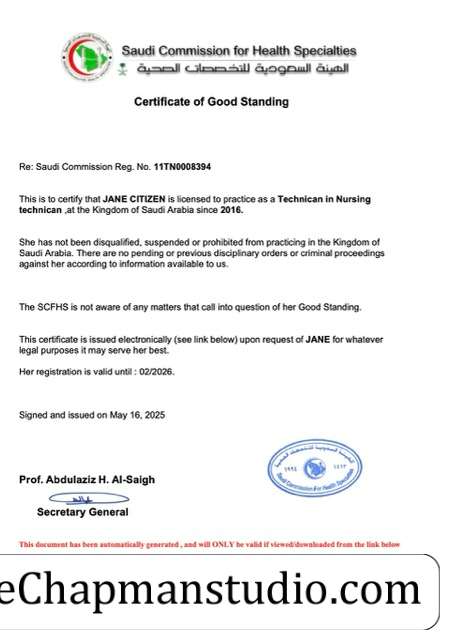 Saudi Commission for Health Specialties
الهيئة السعودية للتخصصات الصحية
Certificate of Good Standing
Re: Saudi Commission Reg. No. 11TN0008394
This is to certify that JANE CITIZEN is licensed to practice as a Technican in Nursing
technican ,at the Kingdom of Saudi Arabia since 2016.
She has not been disqualified, suspended or prohibited from practicing in the Kingdom of
Saudi Arabia. There are no pending or previous disciplinary orders or criminal proceedings
against her according to information available to us.
The SCFHS is not aware of any matters that call into question of her Good Standing.
This certificate is issued electronically (see link below) upon request of JANE for whatever
legal purposes it may serve her best.
Her registration is valid until : 02/2026.
Signed and issued on May 16, 2025
Prof. Abdulaziz H. Al-Saigh
Secretary General
الهيئة السعودية للتخصصات الصحية
١٩٩٢ ١٤١٣
Saudi Commission For Health Specialties
This document has been automatically generated , and will ONLY be valid if viewed/downloaded from the link below
eChapmanstudio.com